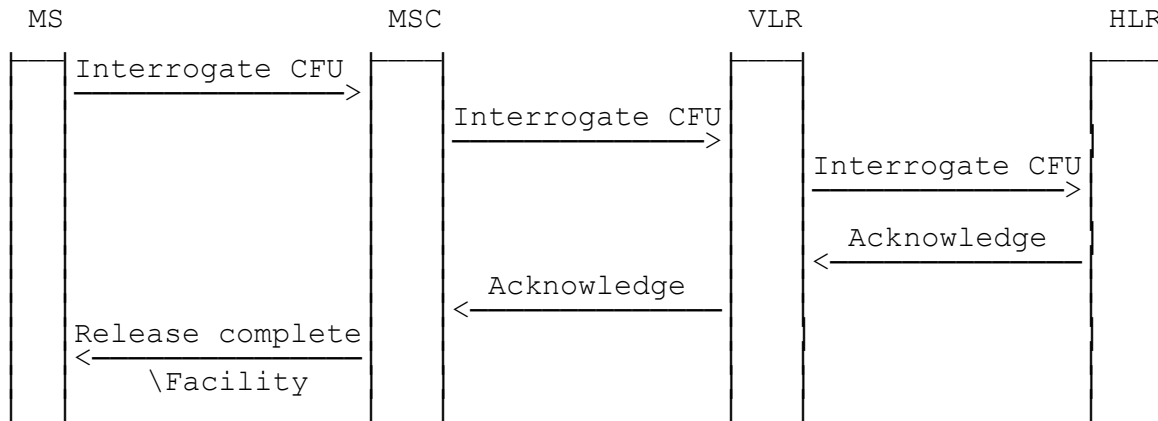 MS MSC VLR HLR
Interrogate CFU
Interrogate CFU
Interrogate CFU
Acknowledge
Acknowledge
Release complete
\Facility